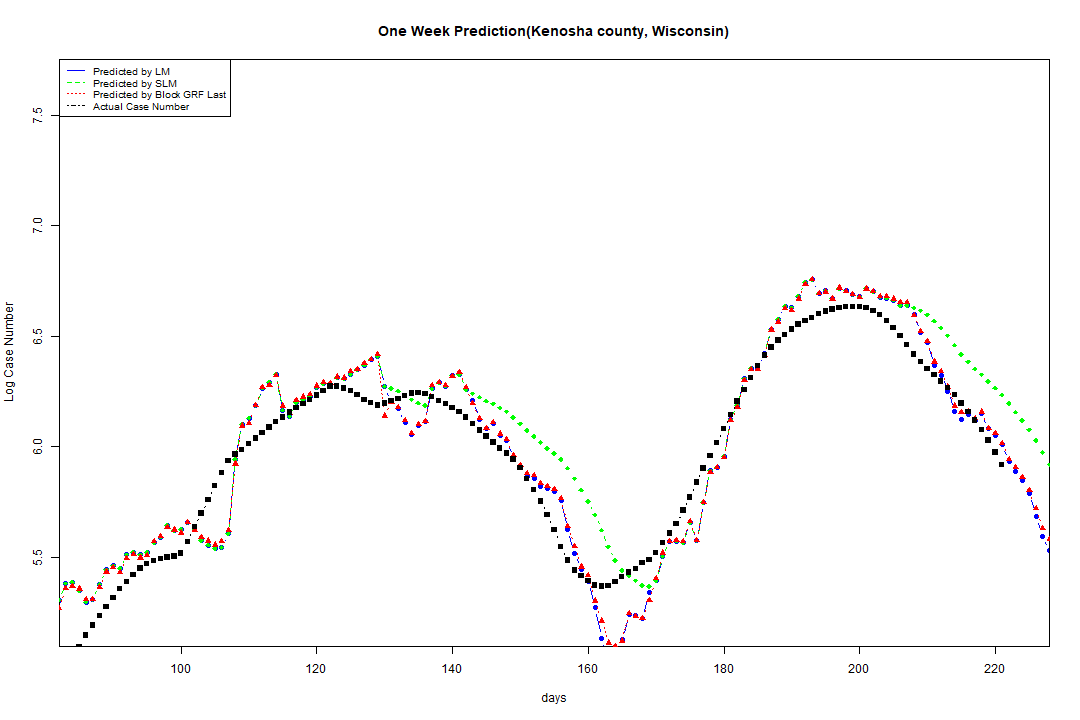 One Week Prediction(Kenosha county, Wisconsin)
Predicted by LM
Predicted by SLM
Predicted by Block GRF Last
Actual Case Number
Log Case Number
7.5
7.0
6.5
6.0
5.5
100 120 140 160 180 200 220
days